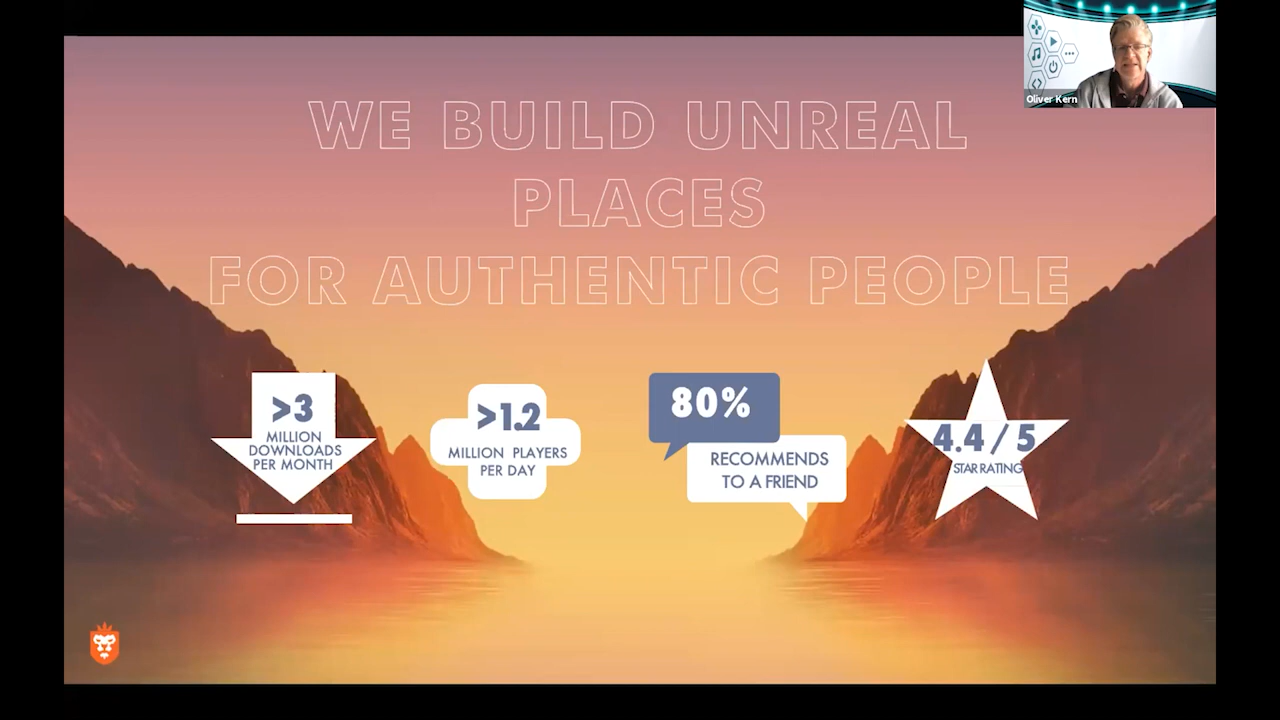 Oliver Kern
WE BUILD UNREAL
PLACES
FOR AUTHENTIC PEOPLE
>3
MILLION
DOWNLOADS
PER MONTH
>1.2
MILLION PLAYERS
PER DAY
80%
RECOMMENDS
TO A FRIEND
4.4 / 5
STAR RATING